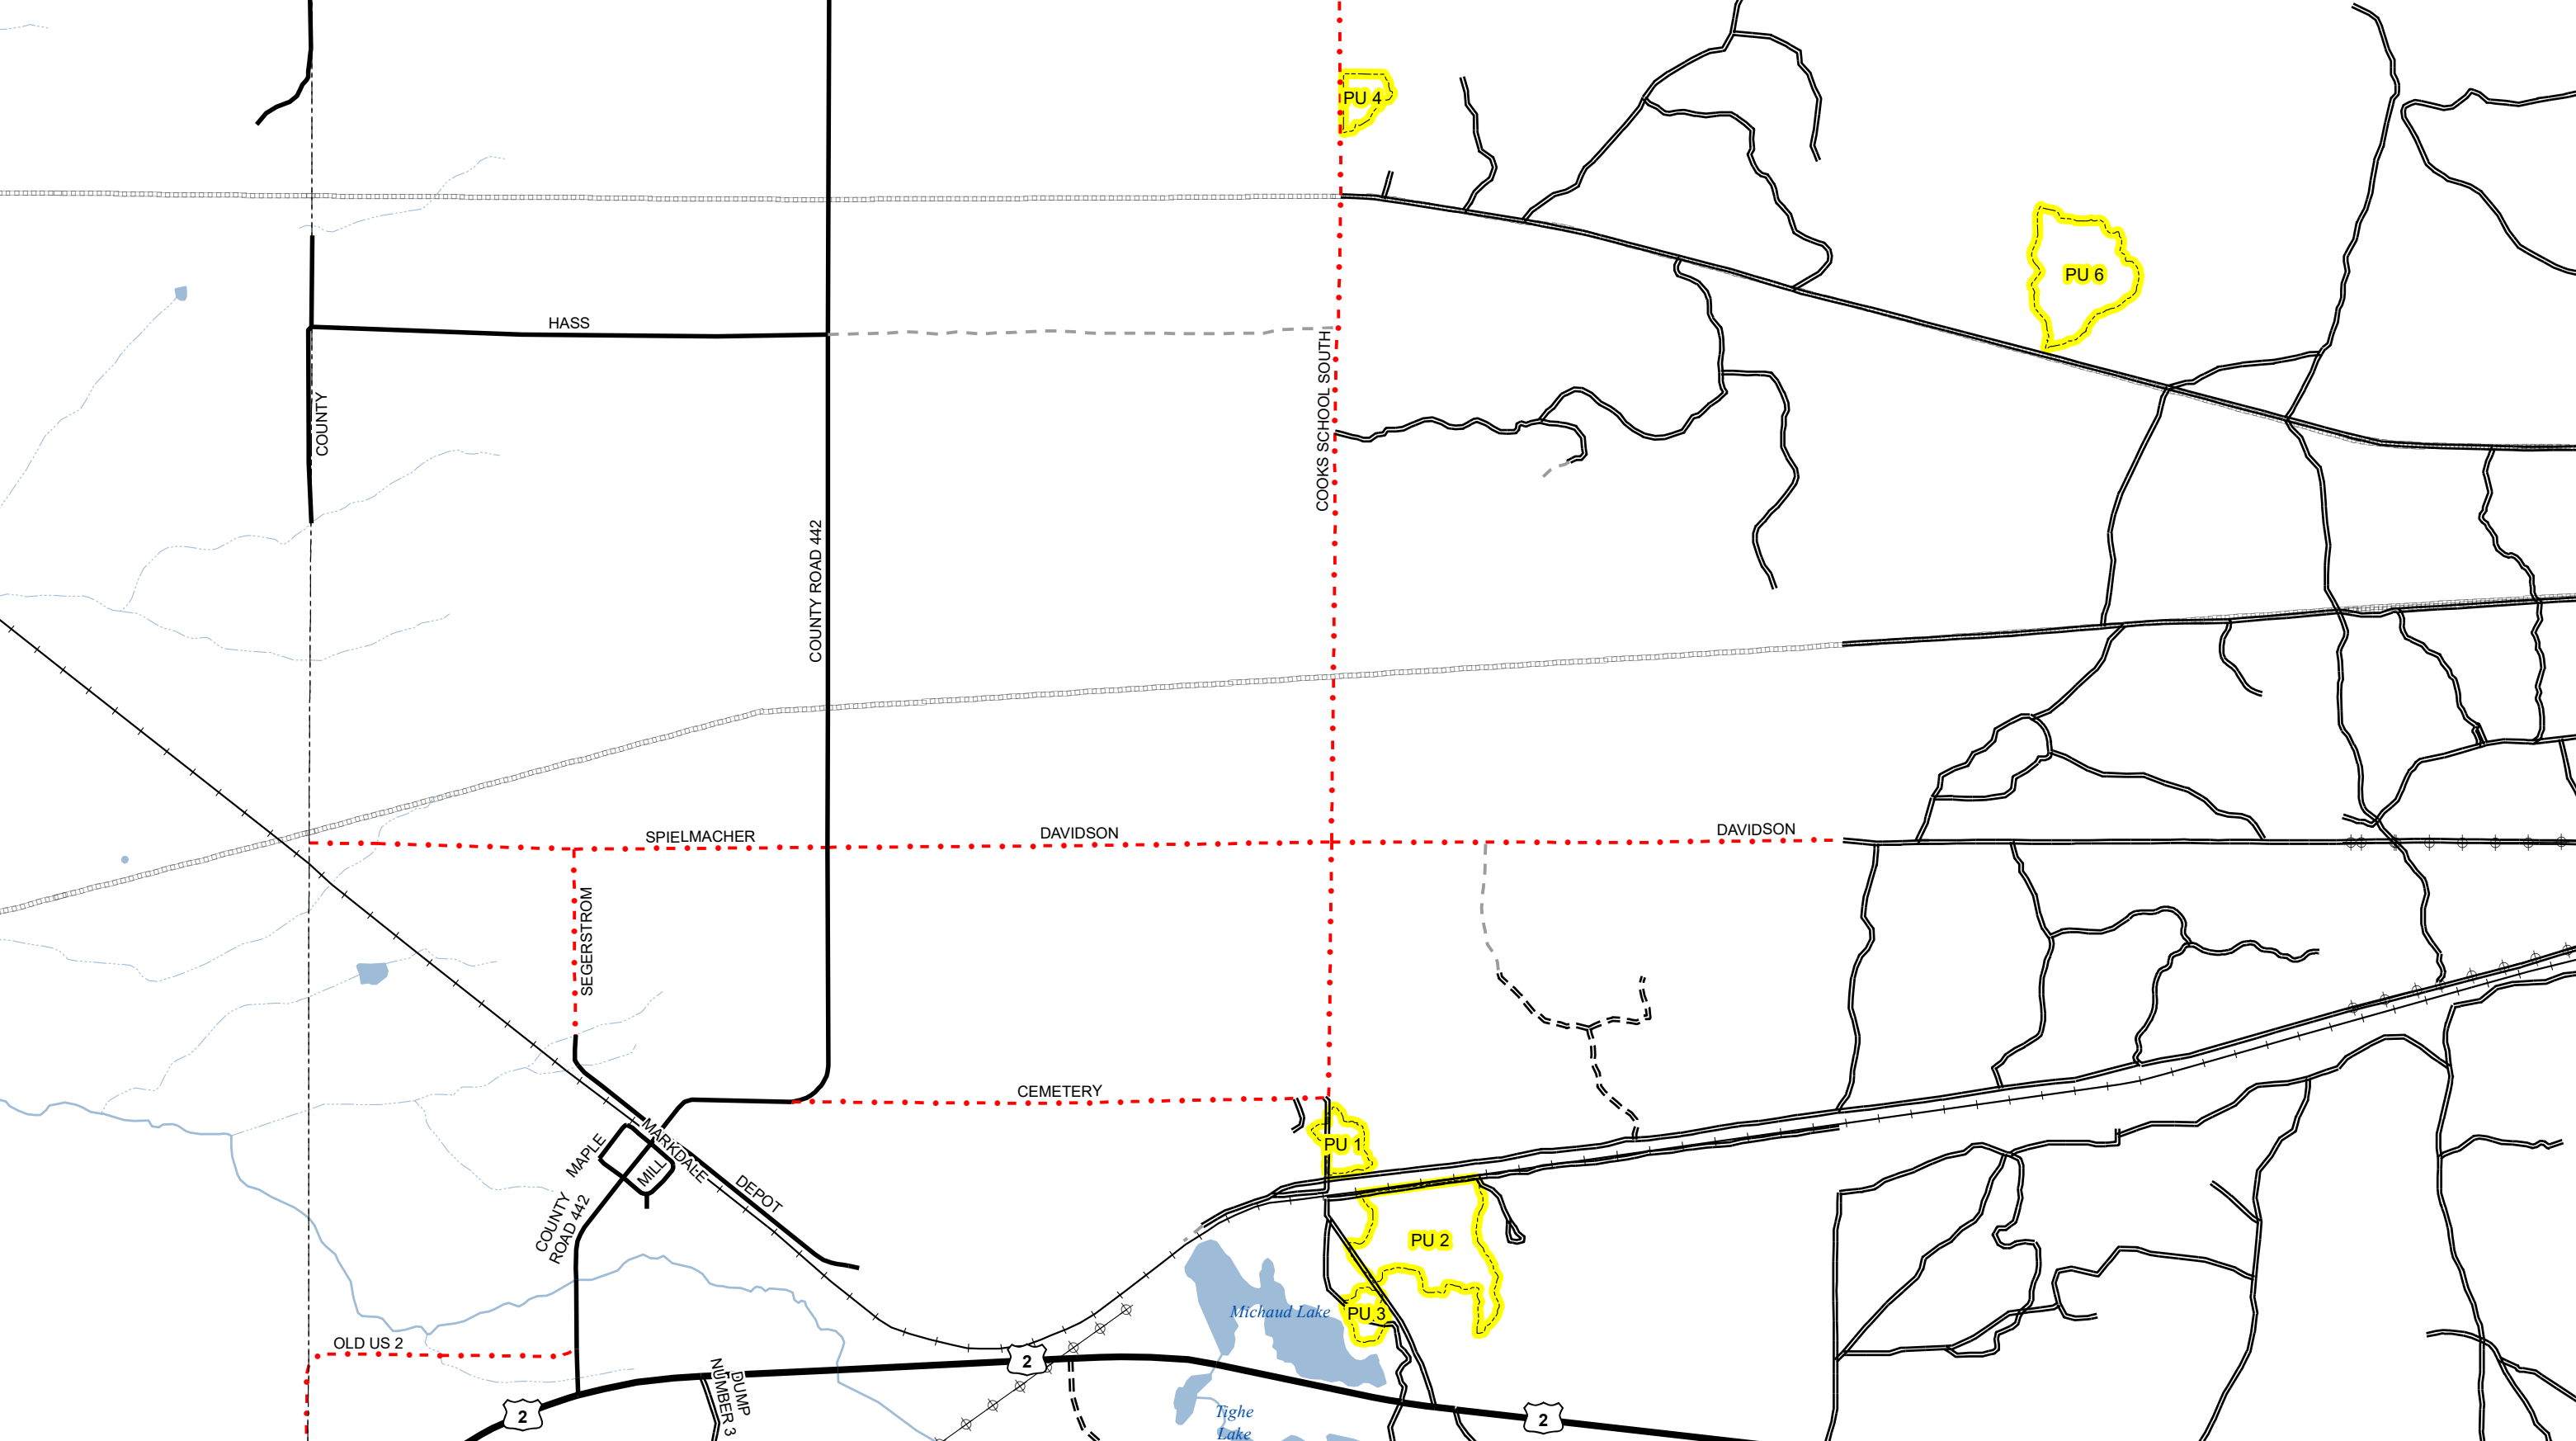 PU 4
PU 6
HASS
COUNTY
COOKS SCHOOL SOUTH
COUNTY ROAD 442
SPIELMACHER
DAVIDSON
DAVIDSON
SEGERSTROM
CEMETERY
MAPLE
MARKDALE
MILL
PU 1
DEPOT
COUNTY
ROAD 442
PU 2
Michaud Lake
PU 3
OLD US 2
2
DUMP
NUMBER 3
2
2
Tighe
Lake